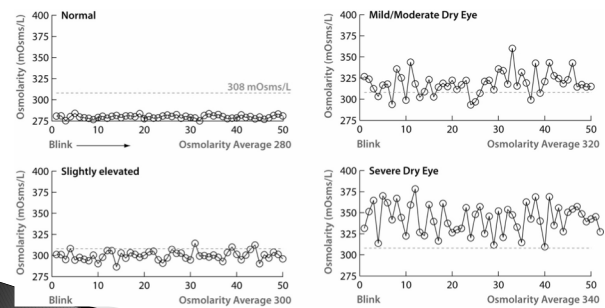 Normal
Osmolarity (mOsms/L)
400
375
350
325
300
275
308 mOsms/L
0 10 20 30 40 50
Blink Osmolarity Average 280
Mild/Moderate Dry Eye
Osmolarity (mOsms/L)
400
375
350
325
300
275
0 10 20 30 40 50
Blink Osmolarity Average 320
Slightly elevated
Osmolarity (mOsms/L)
400
375
350
325
300
275
0 10 20 30 40 50
Blink Osmolarity Average 300
Severe Dry Eye
Osmolarity (mOsms/L)
400
375
350
325
300
275
0 10 20 30 40 50
Blink Osmolarity Average 340